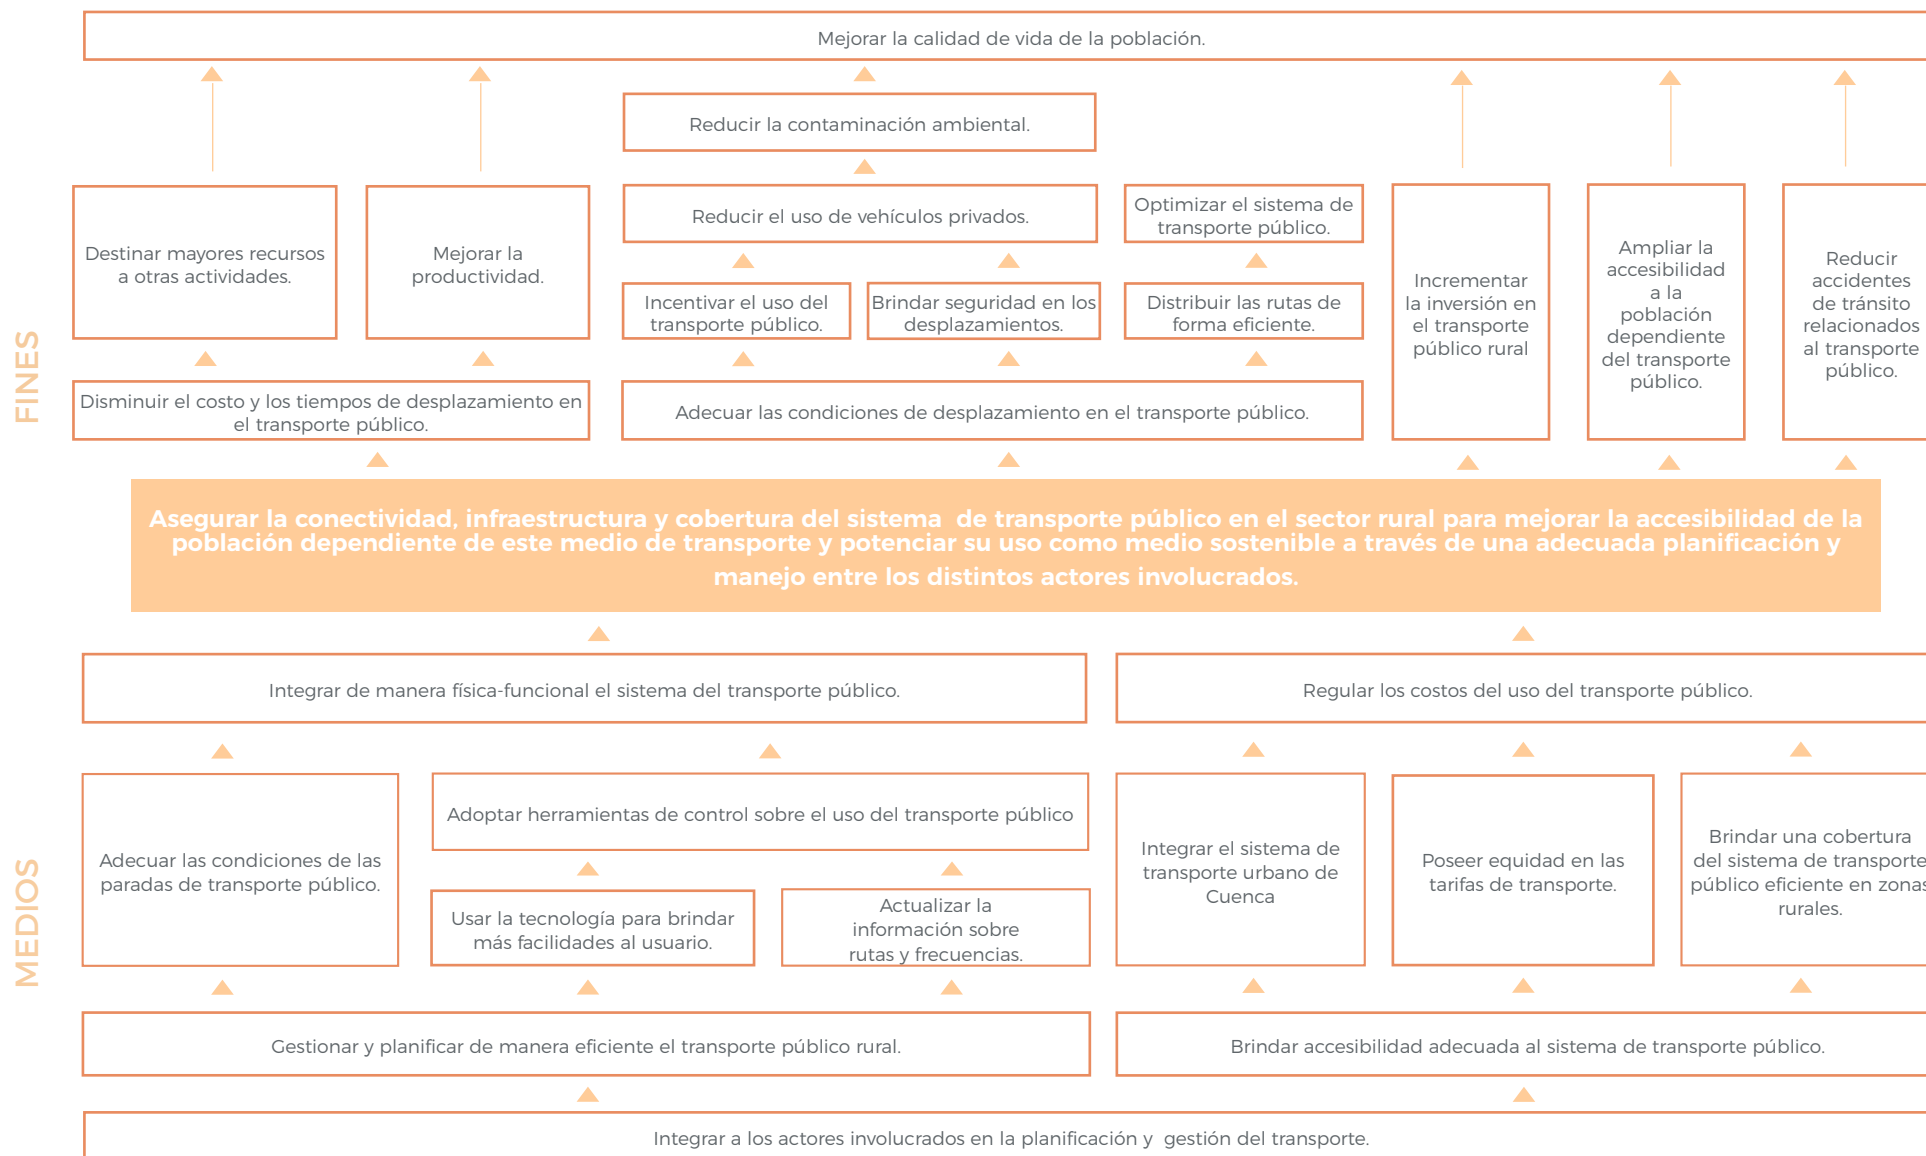 Mejorar la calidad de vida de la población.
Reducir la contaminación ambiental.
Destinar mayores recursos
a otras actividades.
Mejorar la
productividad.
Reducir el uso de vehículos privados.
Optimizar el sistema de
transporte público.
Incentivar el uso del
transporte público.
Brindar seguridad en los
desplazamientos.
Distribuir las rutas de
forma eficiente.
Incrementar
la inversión en
el transporte
público rural
Ampliar la
accesibilidad
a la
población
dependiente
del transporte
público.
Reducir
accidentes
de tránsito
relacionados
al transporte
público.
FINES
Disminuir el costo y los tiempos de desplazamiento en
el transporte público.
Adecuar las condiciones de desplazamiento en el transporte público.
Asegurar la conectividad, infraestructura y cobertura del sistema  de transporte público en el sector rural para mejorar la accesibilidad de la
población dependiente de este medio de transporte y potenciar su uso como medio sostenible a través de una adecuada planificación y
manejo entre los distintos actores involucrados.
Integrar de manera física-funcional el sistema del transporte público.
Regular los costos del uso del transporte público.
MEDIOS
Adecuar las condiciones de las
paradas de transporte público.
Adoptar herramientas de control sobre el uso del transporte público
Usar la tecnología para brindar
más facilidades al usuario.
Actualizar la
información sobre
rutas y frecuencias.
Integrar el sistema de
transporte urbano de
Cuenca
Poseer equidad en las
tarifas de transporte.
Brindar una cobertura
del sistema de transporte
público eficiente en zonas
rurales.
Gestionar y planificar de manera eficiente el transporte público rural.
Brindar accesibilidad adecuada al sistema de transporte público.
Integrar a los actores involucrados en la planificación y  gestión del transporte.